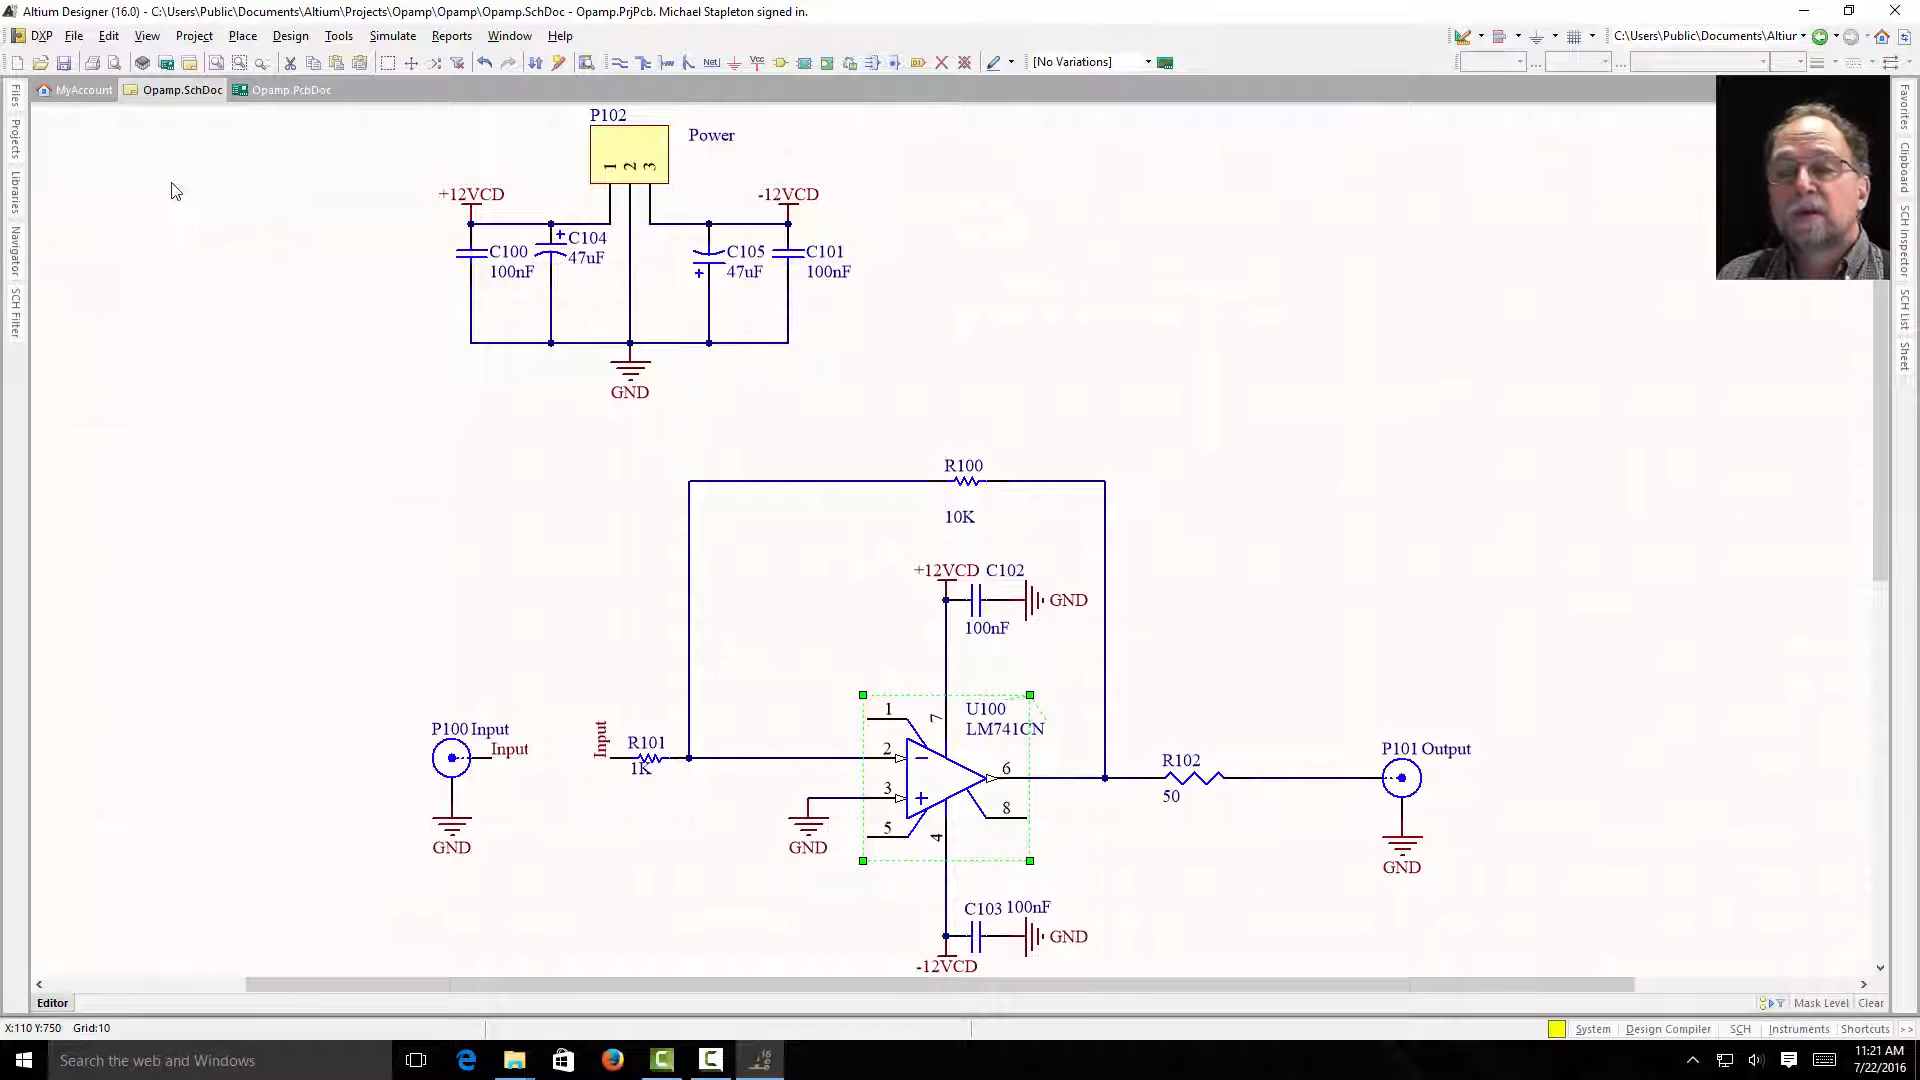 Altium Designer (16.0) - C:\Users\Public\Documents\Altium\Projects\Opamp\Opamp\Opamp.SchDoc - Opamp.PrjPcb. Michael Stapleton signed in.
DXP File Edit View Project Place Design Tools Simulate Reports Window Help
C:\Users\Public\Documents\Altiur
Net Vcc [No Variations]
MyAccount Opamp.SchDoc Opamp.PcbDoc
Files
Projects
Libraries
Navigator
SCH Filter
Favorites
Clipboard
SCH Inspector
SCH List
Sheet
P102
Power
1 2 3
+12VCD
-12VCD
C104
47uF
C100
100nF
C105
47uF
C101
100nF
GND
R100
10K
+12VCD C102
GND
100nF
U100
LM741CN
1
7
2
3
5
4
6
8
P100 Input
Input
GND
Input
R101
1K
GND
R102
50
P101 Output
GND
C103 100nF
GND
-12VCD
Editor
Mask Level Clear
X:110 Y:750 Grid:10
System Design Compiler SCH Instruments Shortcuts >>
Search the web and Windows
11:21 AM
7/22/2016